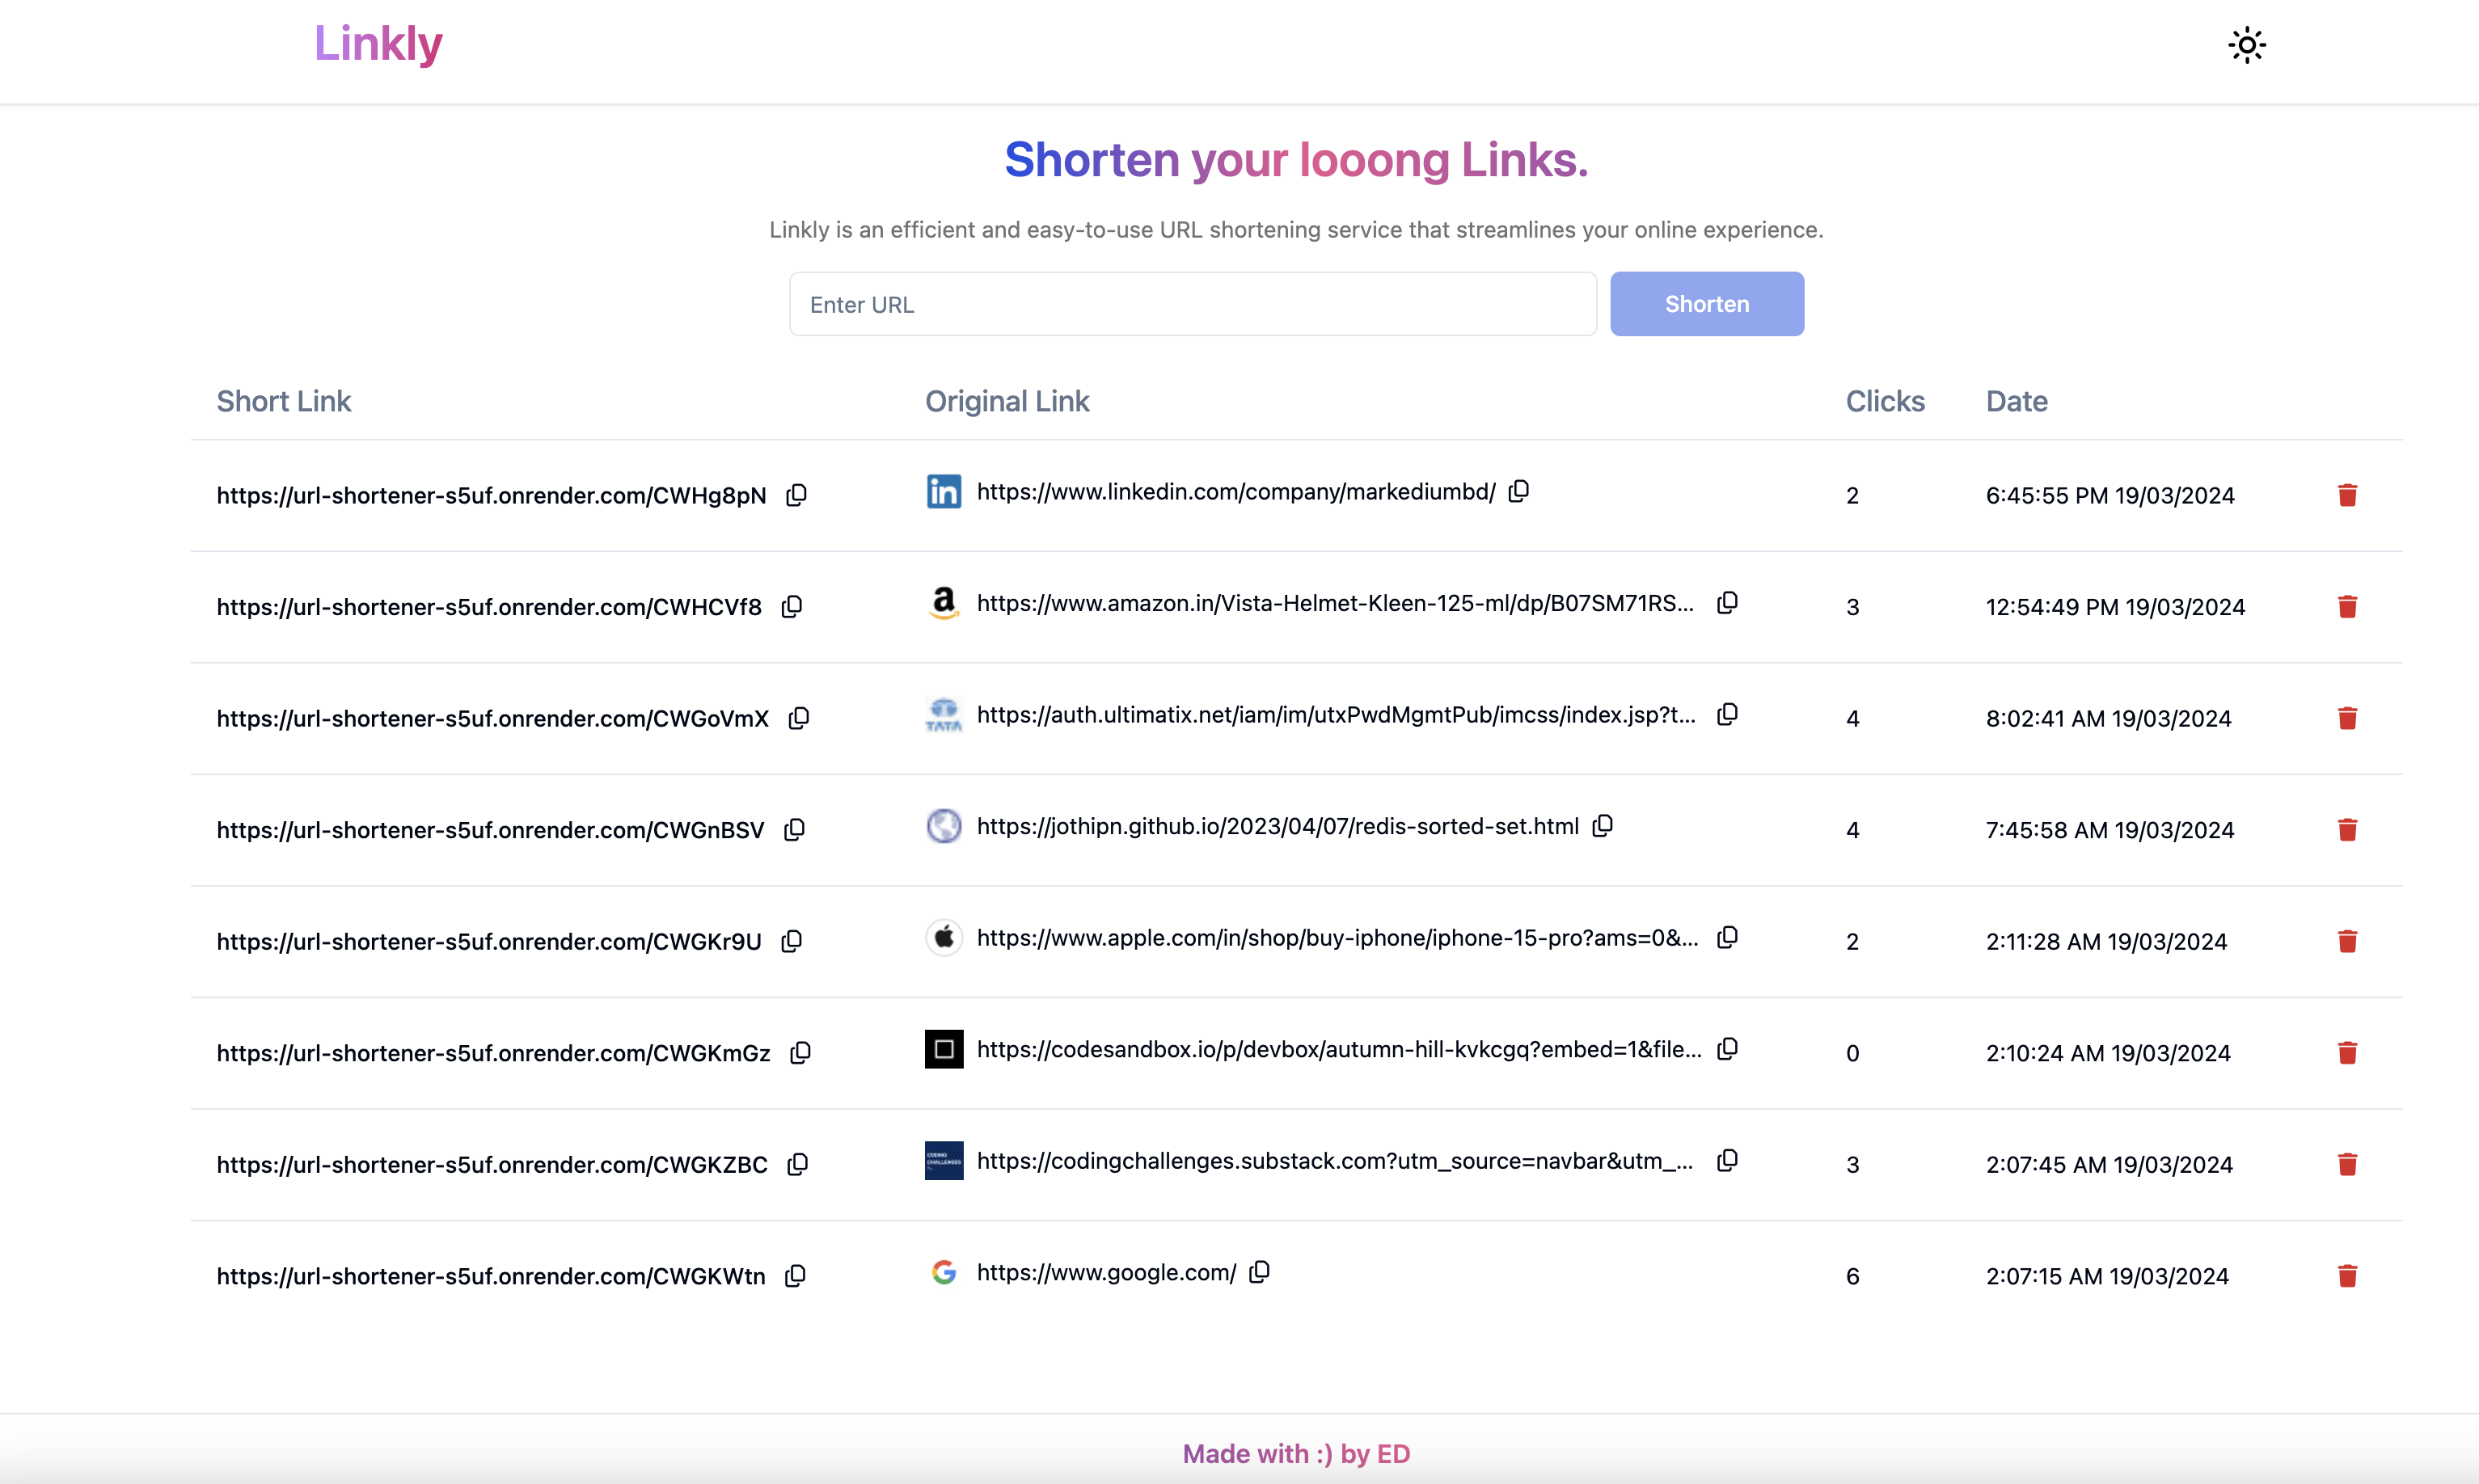 Linkly
Shorten your looong Links.
Linkly is an efficient and easy-to-use URL shortening service that streamlines your online experience.
Enter URL Shorten
Short Link Original Link Clicks Date
https://url-shortener-s5uf.onrender.com/CWHg8pN https://www.linkedin.com/company/markediumbd/ 2 6:45:55 PM 19/03/2024
https://url-shortener-s5uf.onrender.com/CWHCVf8 https://www.amazon.in/Vista-Helmet-Kleen-125-ml/dp/B07SM71RS... 3 12:54:49 PM 19/03/2024
https://url-shortener-s5uf.onrender.com/CWGoVmX TATA https://auth.ultimatix.net/iam/im/utxPwdMgmtPub/imcss/index.jsp?t... 4 8:02:41 AM 19/03/2024
https://url-shortener-s5uf.onrender.com/CWGnBSV https://jothipn.github.io/2023/04/07/redis-sorted-set.html 4 7:45:58 AM 19/03/2024
https://url-shortener-s5uf.onrender.com/CWGKr9U https://www.apple.com/in/shop/buy-iphone/iphone-15-pro?ams=0&... 2 2:11:28 AM 19/03/2024
https://url-shortener-s5uf.onrender.com/CWGKmGz https://codesandbox.io/p/devbox/autumn-hill-kvkcgq?embed=1&file... 0 2:10:24 AM 19/03/2024
https://url-shortener-s5uf.onrender.com/CWGKZBC CODING CHALLENGES https://codingchallenges.substack.com?utm_source=navbar&utm_... 3 2:07:45 AM 19/03/2024
https://url-shortener-s5uf.onrender.com/CWGKWtn https://www.google.com/ 6 2:07:15 AM 19/03/2024
Made with :) by ED